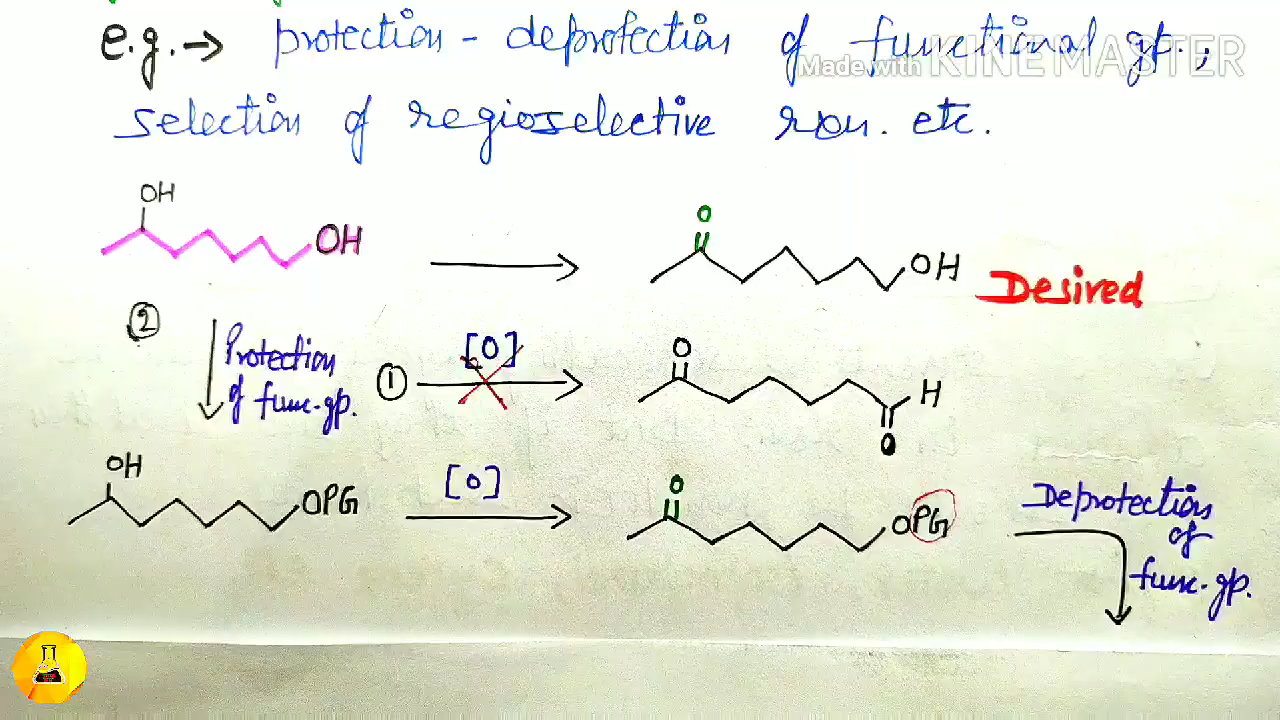 e.g.→ protection - deprotection of functional gp.,
Made with KINEMASTER
selection of regioselective rxn. etc.
OH
OH
O
OH
Desired
②
Protection
of func. gp.
①
[O]
O
H
O
OH
OPG
[O]
O
OPG
Deprotection
of
func. gp.